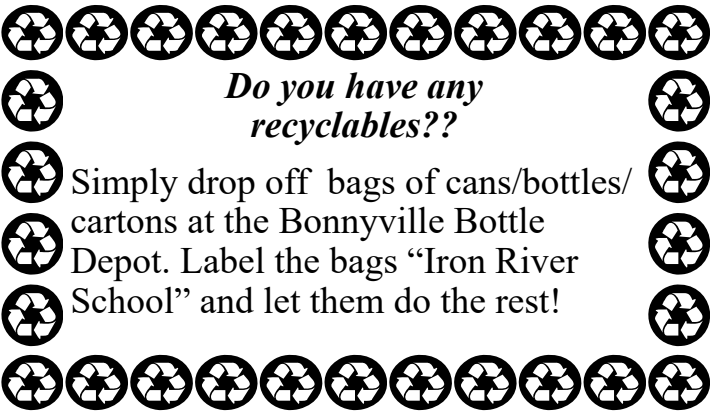 Do you have any
recyclables??
Simply drop off  bags of cans/bottles/
cartons at the Bonnyville Bottle
Depot. Label the bags “Iron River
School” and let them do the rest!